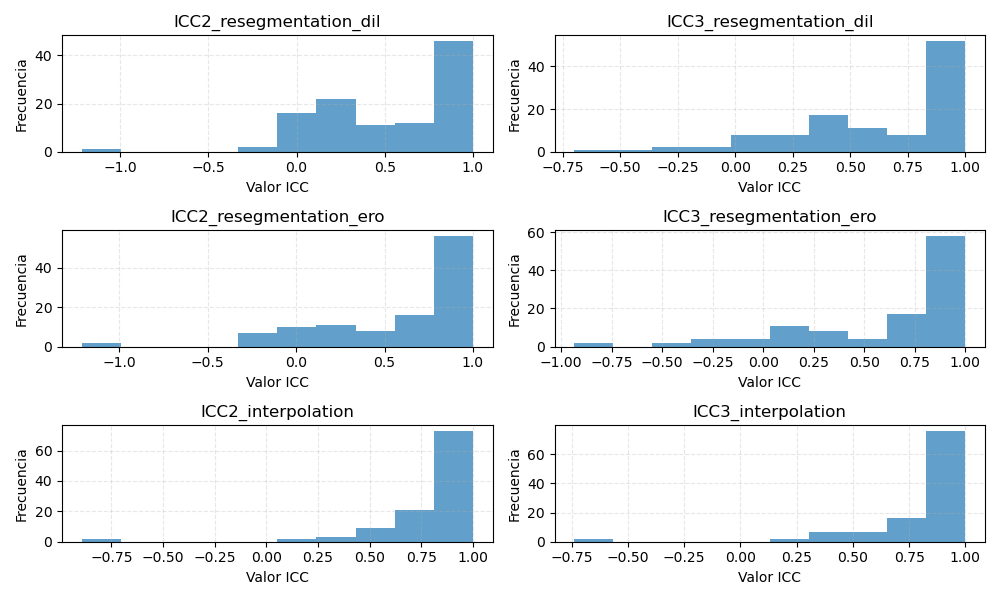 ICC2_resegmentation_dil
Frecuencia
40
20
0
−1.0 −0.5 0.0 0.5 1.0
Valor ICC
ICC3_resegmentation_dil
Frecuencia
40
20
0
−0.75 −0.50 −0.25 0.00 0.25 0.50 0.75 1.00
Valor ICC
ICC2_resegmentation_ero
Frecuencia
40
20
0
−1.0 −0.5 0.0 0.5 1.0
Valor ICC
ICC3_resegmentation_ero
Frecuencia
60
40
20
0
−1.00 −0.75 −0.50 −0.25 0.00 0.25 0.50 0.75 1.00
Valor ICC
ICC2_interpolation
Frecuencia
60
40
20
0
−0.75 −0.50 −0.25 0.00 0.25 0.50 0.75 1.00
Valor ICC
ICC3_interpolation
Frecuencia
60
40
20
0
−0.75 −0.50 −0.25 0.00 0.25 0.50 0.75 1.00
Valor ICC